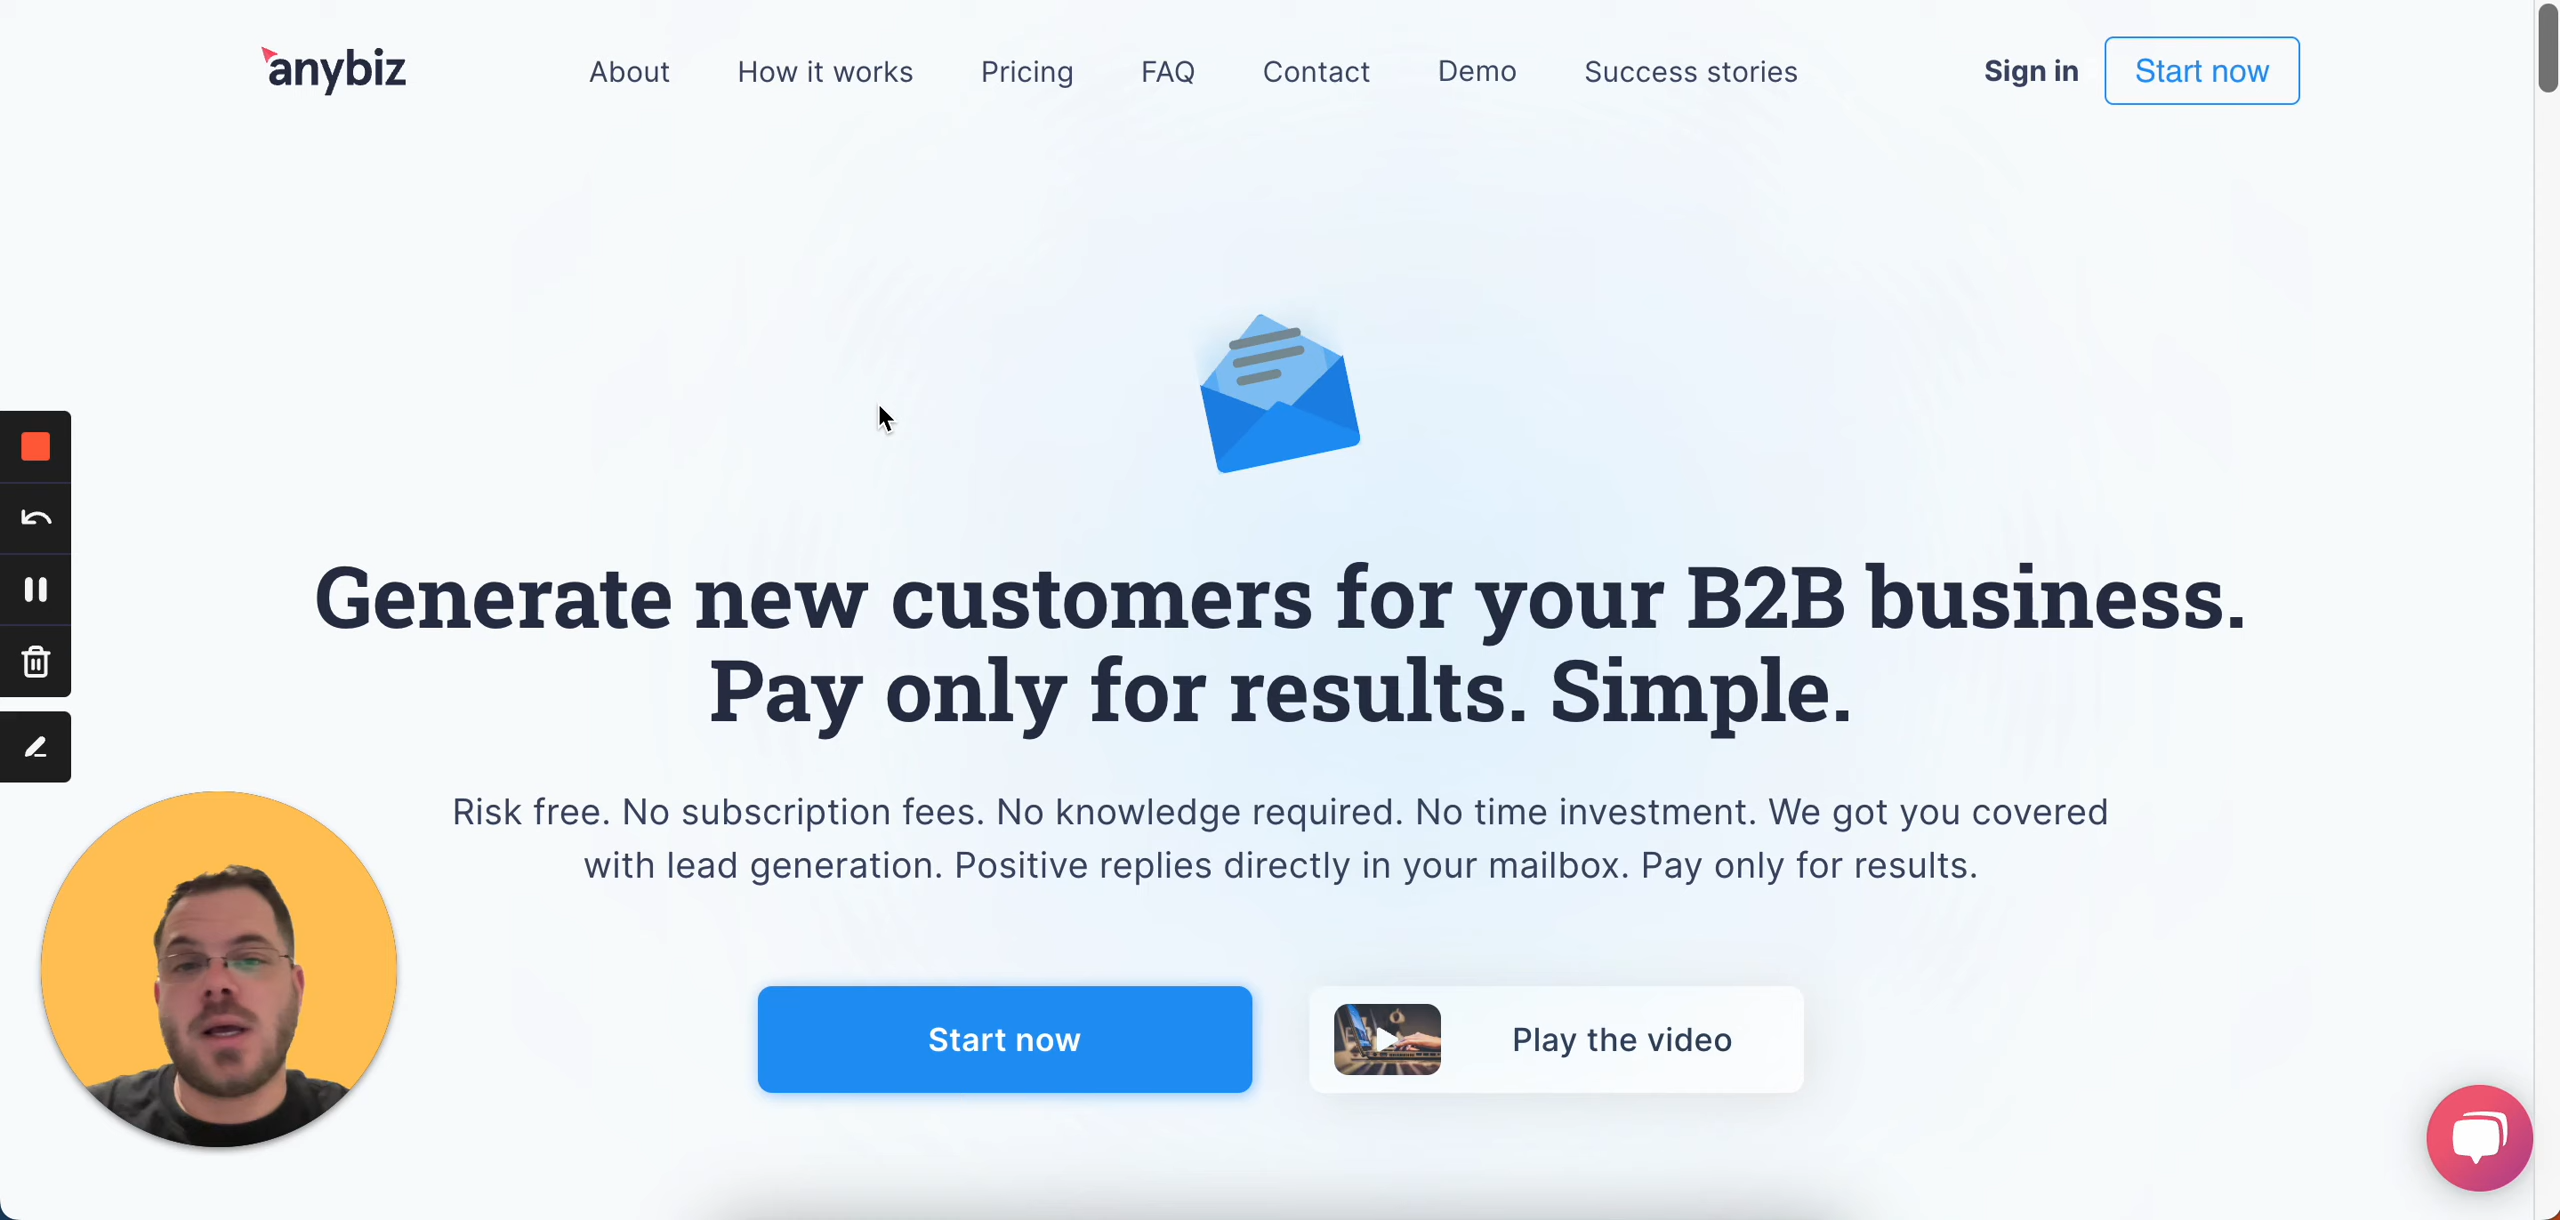 anybiz
About
How it works
Pricing
FAQ
Contact
Demo
Success stories
Sign in
Start now
Generate new customers for your B2B business.
Pay only for results. Simple.
Risk free. No subscription fees. No knowledge required. No time investment. We got you covered
with lead generation. Positive replies directly in your mailbox. Pay only for results.
Start now
Play the video